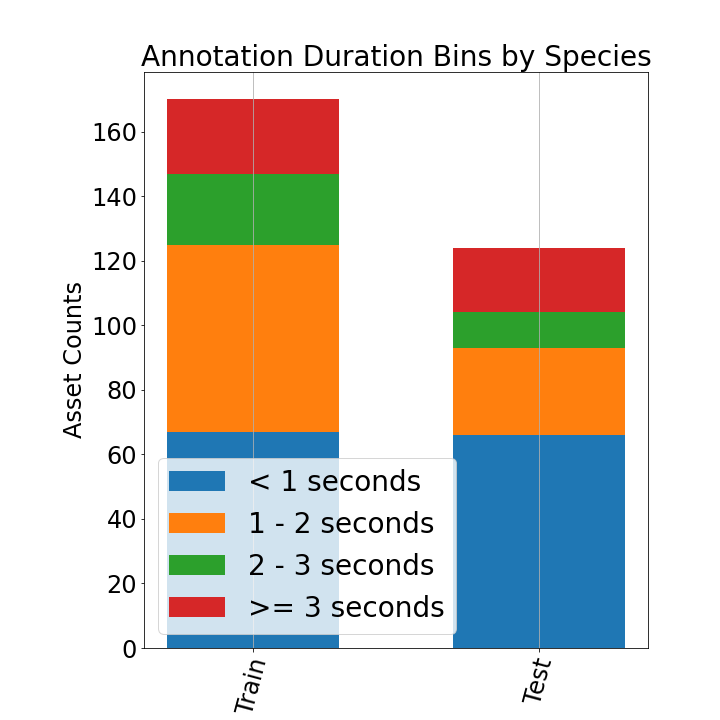 Annotation Duration Bins by Species
Asset Counts
160
140
120
100
80
60
40
20
0
< 1 seconds
1 - 2 seconds
2 - 3 seconds
>= 3 seconds
Train
Test